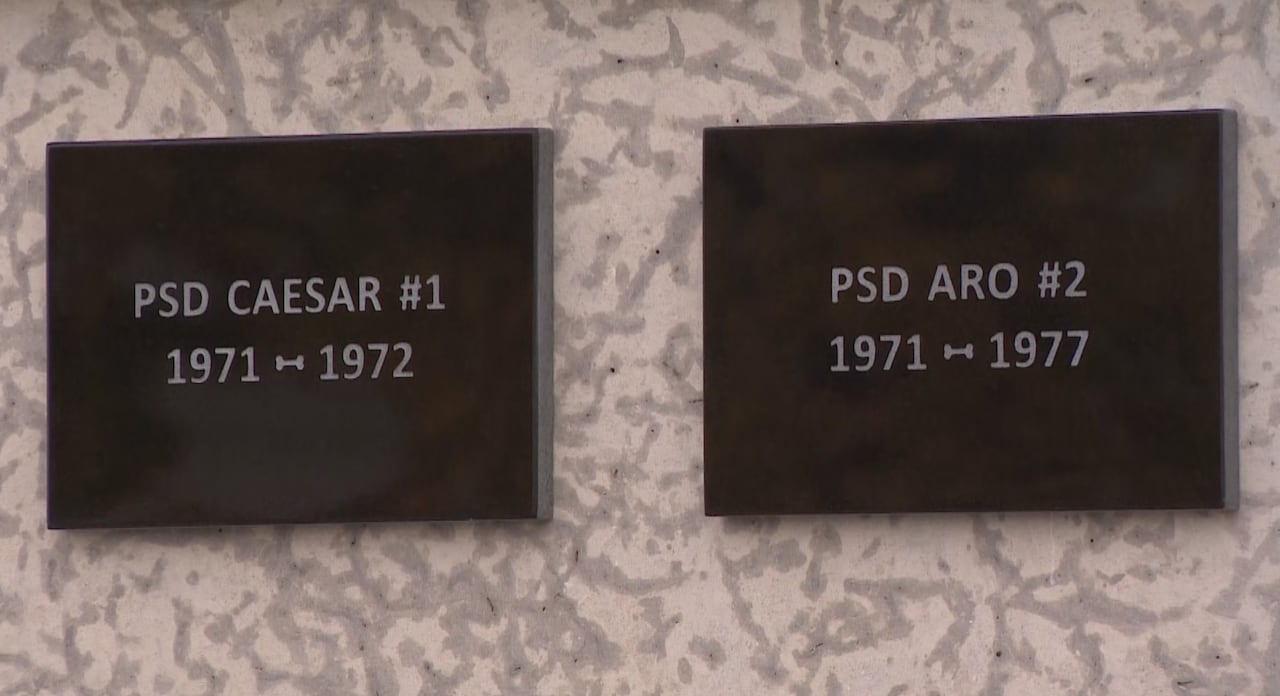 PSD CAESAR #1
1971 - 1972
PSD ARO #2
1971 - 1977